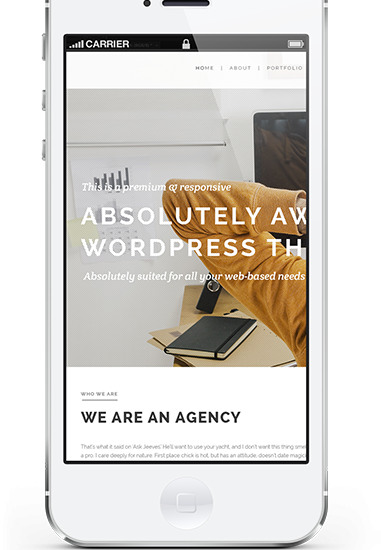 CARRIER
HOME | ABOUT | PORTFOLIO
This is a premium & responsive
ABSOLUTELY AW
WORDPRESS TH
Absolutely suited for all your web-based needs
WHO WE ARE
WE ARE AN AGENCY
That's what it said on Ask Jeeves.' He'll want to use your yacht, and I don't want this thing smel
a pro. I care deeply for nature. First place chick is hot, but has an attitude, doesn't date magic